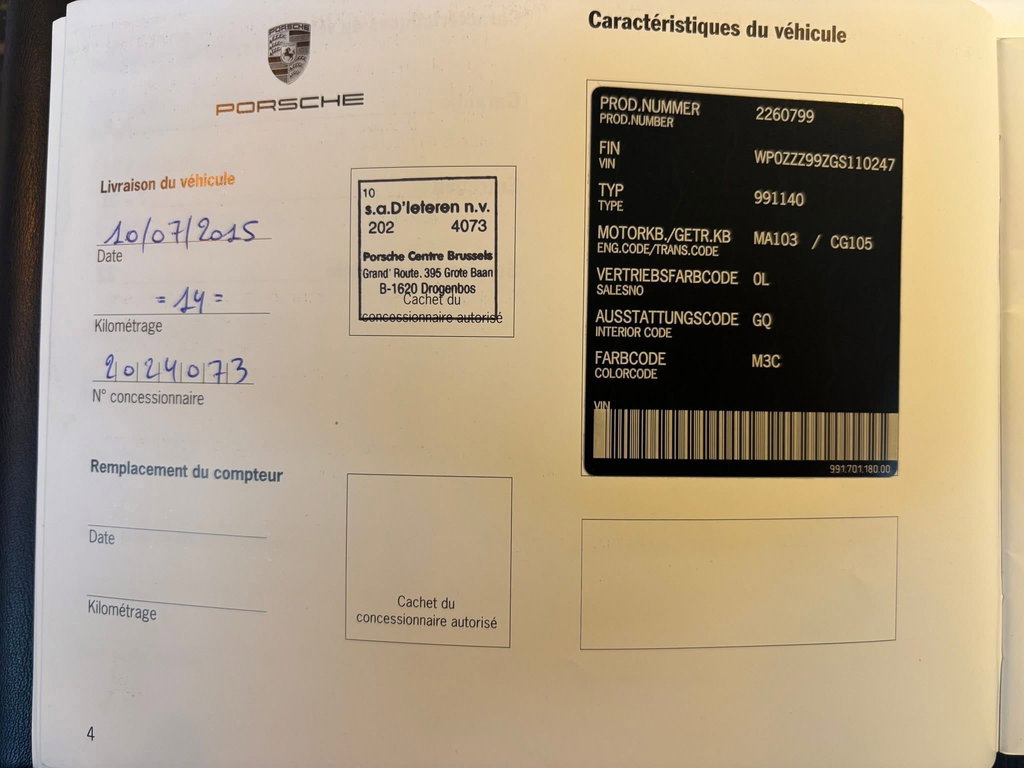 PORSCHE
PORSCHE
Livraison du véhicule
10/07/2015
Date
= 14 =
Kilométrage
2024073
N° concessionnaire
10
s.a.D'Ieteren n.v.
202 4073
Porsche Centre Brussels
Grand' Route. 395 Grote Baan
B-1620 Drogenbos
Cachet du
concessionnaire autorisé
Remplacement du compteur
Date
Kilométrage
Cachet du
concessionnaire autorisé
4
Caractéristiques du véhicule
PROD.NUMMER 2260799
PROD.NUMBER
FIN WP0ZZZ99ZGS110247
VIN
TYP 991140
TYPE
MOTORKB./GETR.KB MA103 / CG105
ENG.CODE/TRANS.CODE
VERTRIEBSFARBCODE 0L
SALESNO
AUSSTATTUNGSCODE GQ
INTERIOR CODE
FARBCODE M3C
COLORCODE
VIN
991.701.180.00